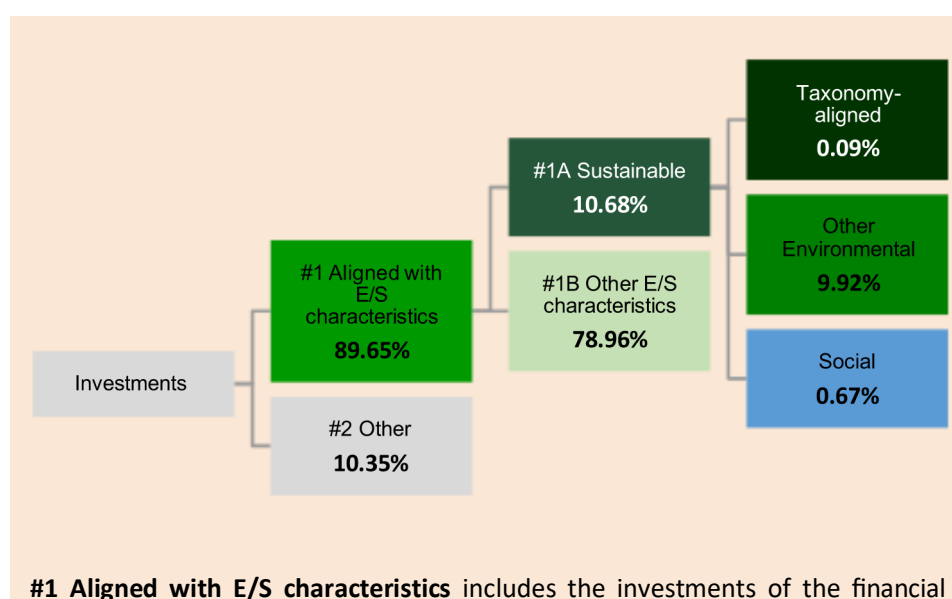 Investments
#1 Aligned with
E/S
characteristics
89.65%
#2 Other
10.35%
#1A Sustainable
10.68%
#1B Other E/S
characteristics
78.96%
Taxonomy-
aligned
0.09%
Other
Environmental
9.92%
Social
0.67%
#1 Aligned with E/S characteristics includes the investments of the financial